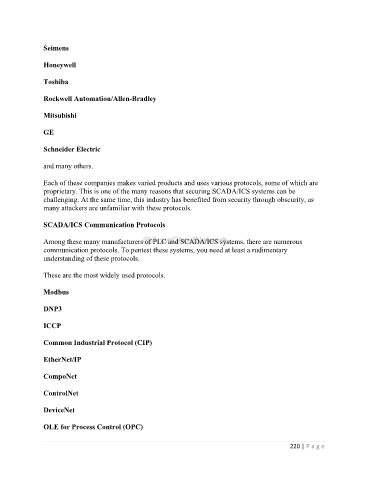 Seimens
Honeywell
Toshiba
Rockwell Automation/Allen-Bradley
Mitsubishi
GE
Schneider Electric
and many others.
Each of these companies makes varied products and uses various protocols, some of which are
proprietary. This is one of the many reasons that securing SCADA/ICS systems can be
challenging. At the same time, this industry has benefited from security through obscurity, as
many attackers are unfamiliar with these protocols.
SCADA/ICS Communication Protocols
Among these many manufacturers of PLC and SCADA/ICS systems, there are numerous
communication protocols. To pentest these systems, you need at least a rudimentary
understanding of these protocols.
These are the most widely used protocols.
Modbus
DNP3
ICCP
Common Industrial Protocol (CIP)
EtherNet/IP
CompoNet
ControlNet
DeviceNet
OLE for Process Control (OPC)
220 | P a g e